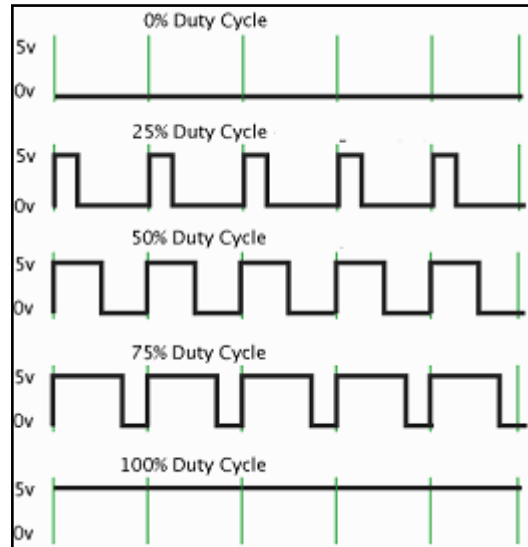 0% Duty Cycle
5v
0v
25% Duty Cycle
5v
0v
50% Duty Cycle
5v
0v
75% Duty Cycle
5v
0v
100% Duty Cycle
5v
0v